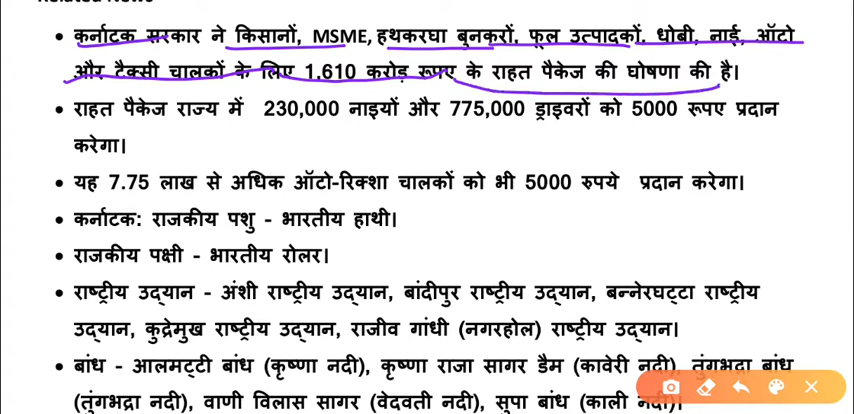 • कर्नाटक सरकार ने किसानों, MSME, हथकरघा बुनकरों, फूल उत्पादकों, धोबी, नाई, ऑटो
और टैक्सी चालकों के लिए 1,610 करोड़ रूपए के राहत पैकेज की घोषणा की है।
• राहत पैकेज राज्य में 230,000 नाइयों और 775,000 ड्राइवरों को 5000 रूपए प्रदान
करेगा।
• यह 7.75 लाख से अधिक ऑटो-रिक्शा चालकों को भी 5000 रुपये प्रदान करेगा।
• कर्नाटक: राजकीय पशु - भारतीय हाथी।
• राजकीय पक्षी - भारतीय रोलर।
• राष्ट्रीय उद्यान - अंशी राष्ट्रीय उद्यान, बांदीपुर राष्ट्रीय उद्यान, बन्नेरघट्टा राष्ट्रीय
उद्यान, कुद्रेमुख राष्ट्रीय उद्यान, राजीव गांधी (नगरहोल) राष्ट्रीय उद्यान।
• बांध - आलमट्टी बांध (कृष्णा नदी), कृष्णा राजा सागर डैम (कावेरी नदी), तुंगभद्रा बांध
(तुंगभद्रा नदी), वाणी विलास सागर (वेदवती नदी), सुपा बांध (काली नदी)।